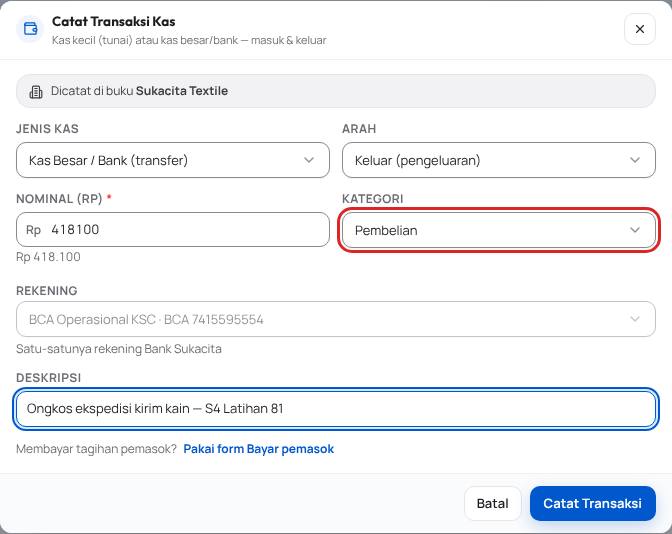 Catat Transaksi Kas
Kas kecil (tunai) atau kas besar/bank — masuk & keluar
Dicatat di buku Sukacita Textile
JENIS KAS
ARAH
Kas Besar / Bank (transfer)
Keluar (pengeluaran)
NOMINAL (RP) *
KATEGORI
Rp 418100
Pembelian
Rp 418.100
REKENING
BCA Operasional KSC · BCA 7415595554
Satu-satunya rekening Bank Sukacita
DESKRIPSI
Ongkos ekspedisi kirim kain — S4 Latihan 81
Membayar tagihan pemasok? Pakai form Bayar pemasok
Batal
Catat Transaksi